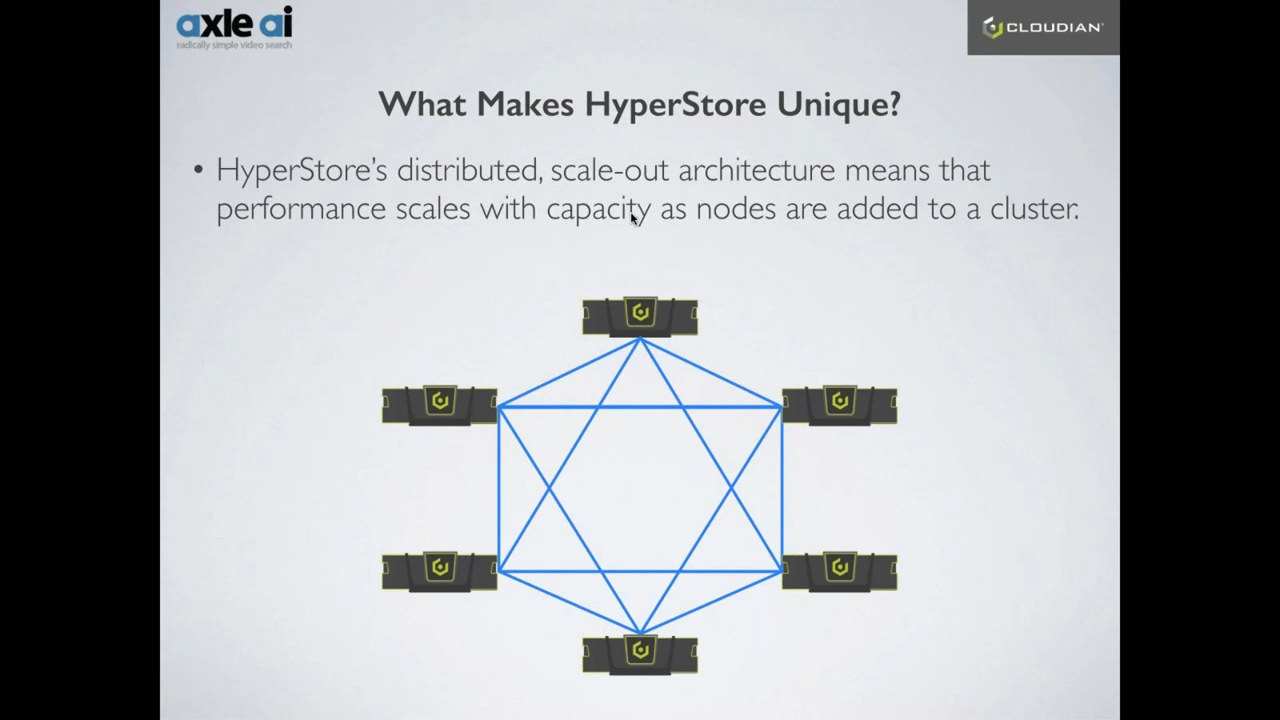 axle ai
radically simple video search
CLOUDIAN
What Makes HyperStore Unique?
• HyperStore's distributed, scale-out architecture means that
performance scales with capacity as nodes are added to a cluster.